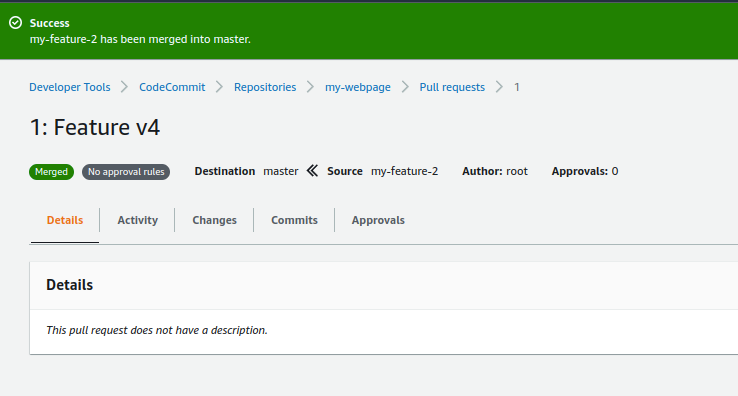 Success
my-feature-2 has been merged into master.
Developer Tools > CodeCommit > Repositories > my-webpage > Pull requests > 1
1: Feature v4
Merged No approval rules Destination master Source my-feature-2 Author: root Approvals: 0
Details Activity Changes Commits Approvals
Details
This pull request does not have a description.